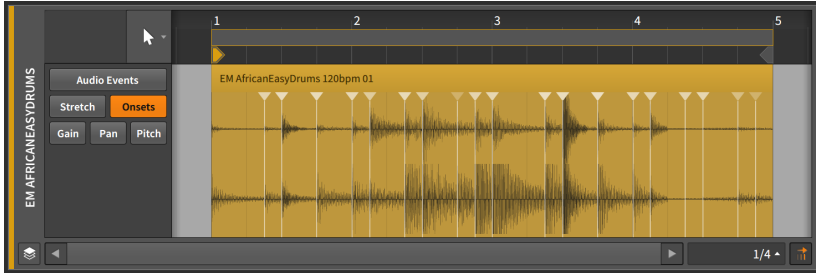 1 2 3 4 5
EM AFRICANEASYDRUMS
Audio Events
EM AfricanEasyDrums 120bpm 01
Stretch Onsets
Gain Pan Pitch
1/4